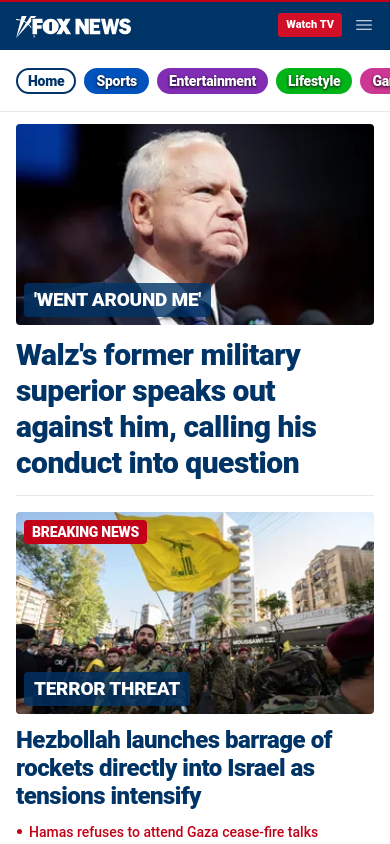 FOX NEWS
Watch TV
Home
Sports
Entertainment
Lifestyle
Ga
'WENT AROUND ME'
Walz's former military
superior speaks out
against him, calling his
conduct into question
BREAKING NEWS
MOUSSAWI
TERROR THREAT
Hezbollah launches barrage of
rockets directly into Israel as
tensions intensify
Hamas refuses to attend Gaza cease-fire talks